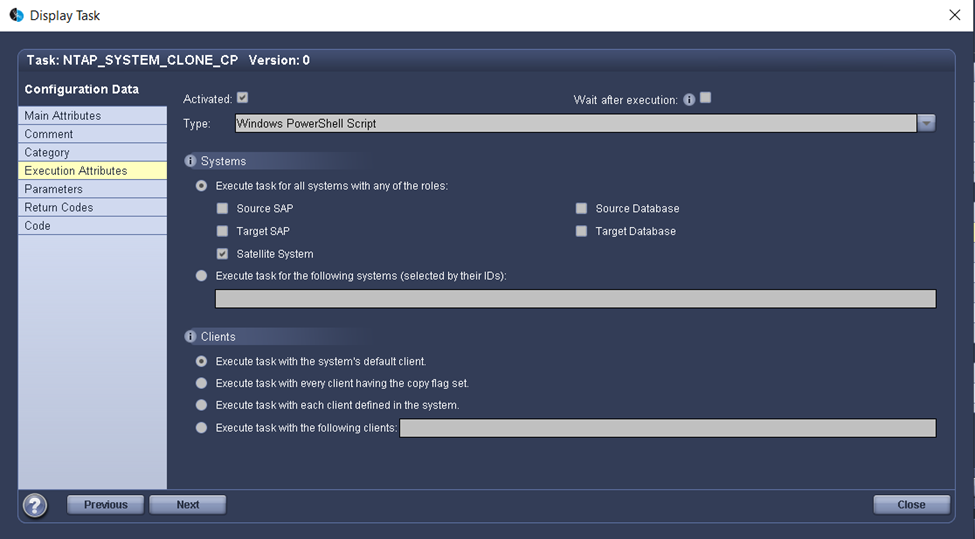 Display Task
Task: NTAP_SYSTEM_CLONE_CP Version: 0
Configuration Data
Main Attributes
Comment
Category
Execution Attributes
Parameters
Return Codes
Code
Activated:
Wait after execution:
Type:
Windows PowerShell Script
Systems
Execute task for all systems with any of the roles:
Source SAP
Source Database
Target SAP
Target Database
Satellite System
Execute task for the following systems (selected by their IDs):
Clients
Execute task with the system's default client.
Execute task with every client having the copy flag set.
Execute task with each client defined in the system.
Execute task with the following clients:
?
Previous
Next
Close